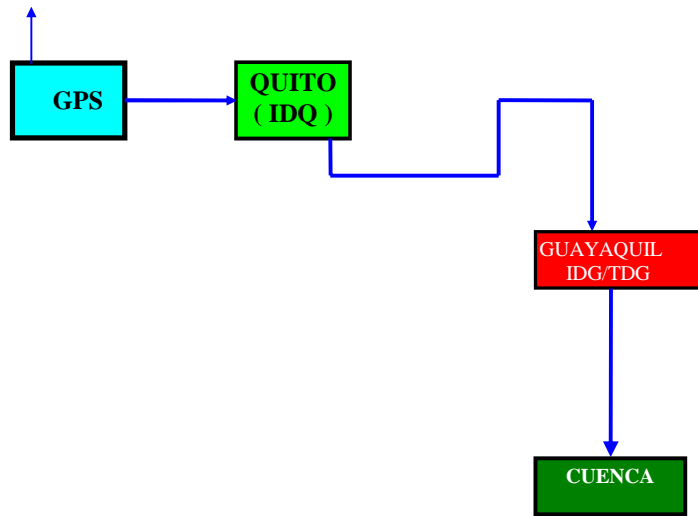 GPS
QUITO
( IDQ )
GUAYAQUIL
IDG/TDG
CUENCA